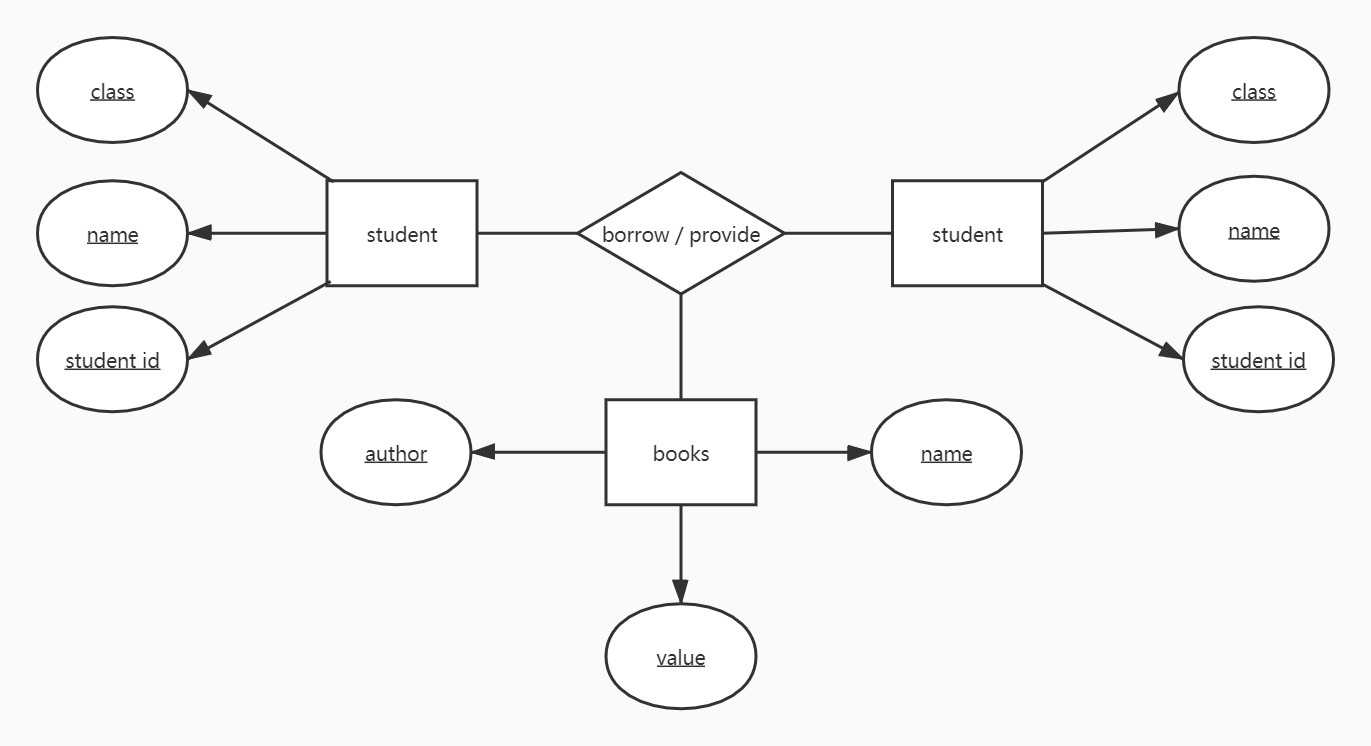 class
class
name
student
borrow / provide
student
name
student id
student id
author
books
name
value